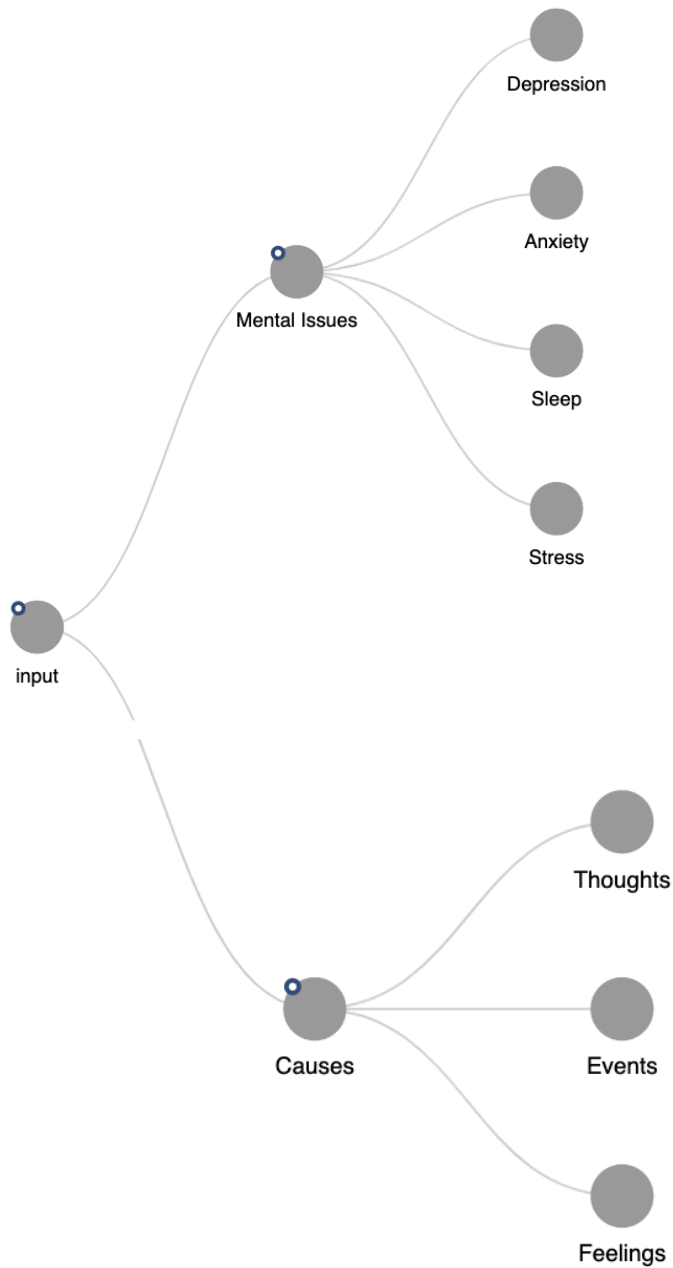 Depression
Anxiety
Mental Issues
Sleep
Stress
input
Thoughts
Causes
Events
Feelings